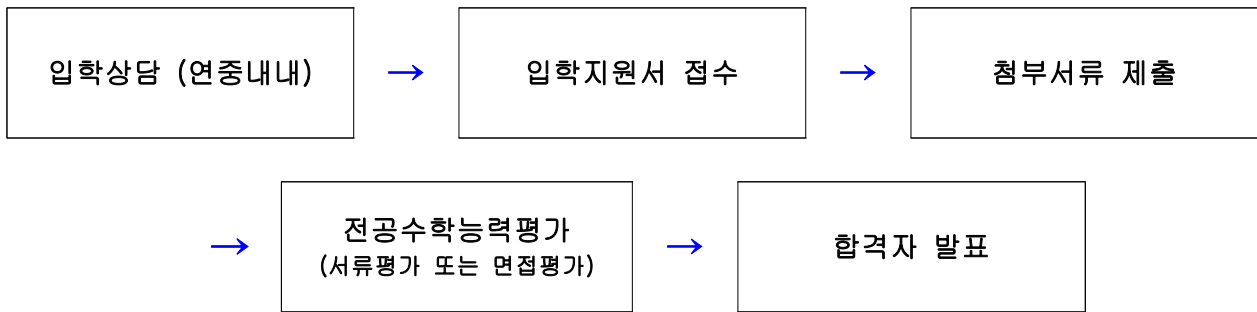 입학상담 (연중내내) → 입학지원서 접수 → 첨부서류 제출
→ 전공수학능력평가
(서류평가 또는 면접평가) → 합격자 발표